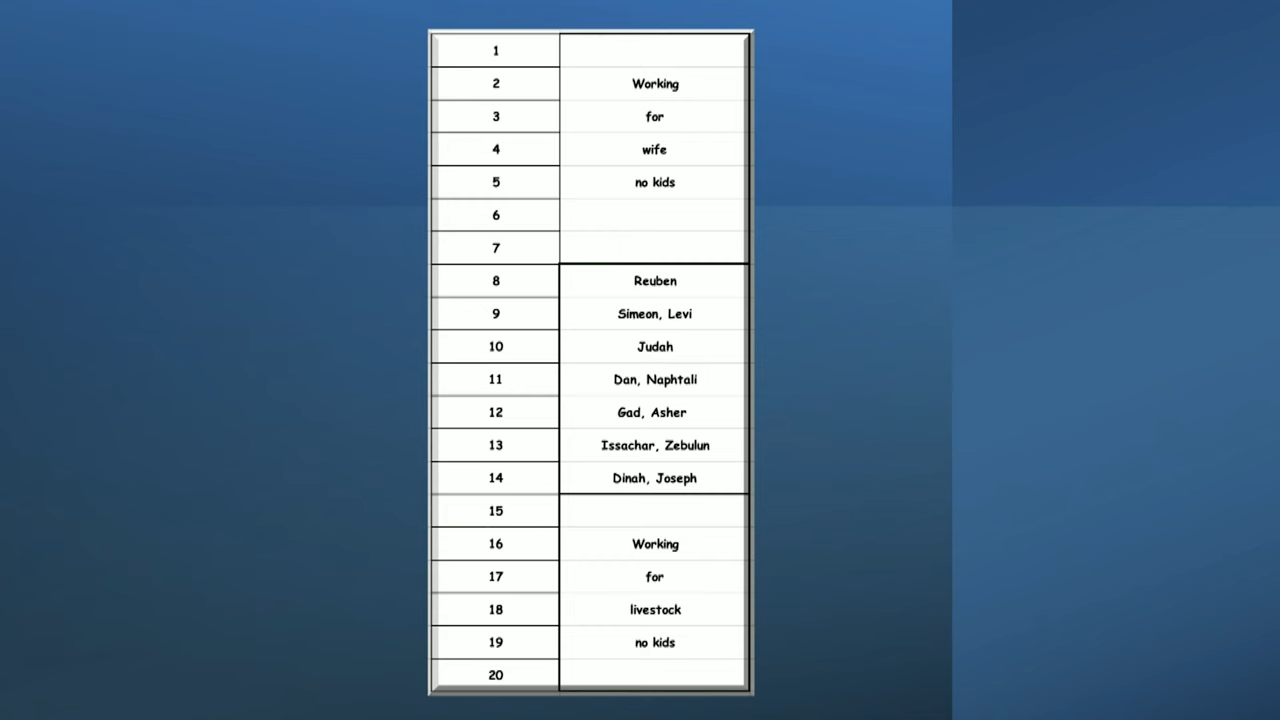 1
2 Working
3 for
4 wife
5 no kids
6
7
8 Reuben
9 Simeon, Levi
10 Judah
11 Dan, Naphtali
12 Gad, Asher
13 Issachar, Zebulun
14 Dinah, Joseph
15
16 Working
17 for
18 livestock
19 no kids
20